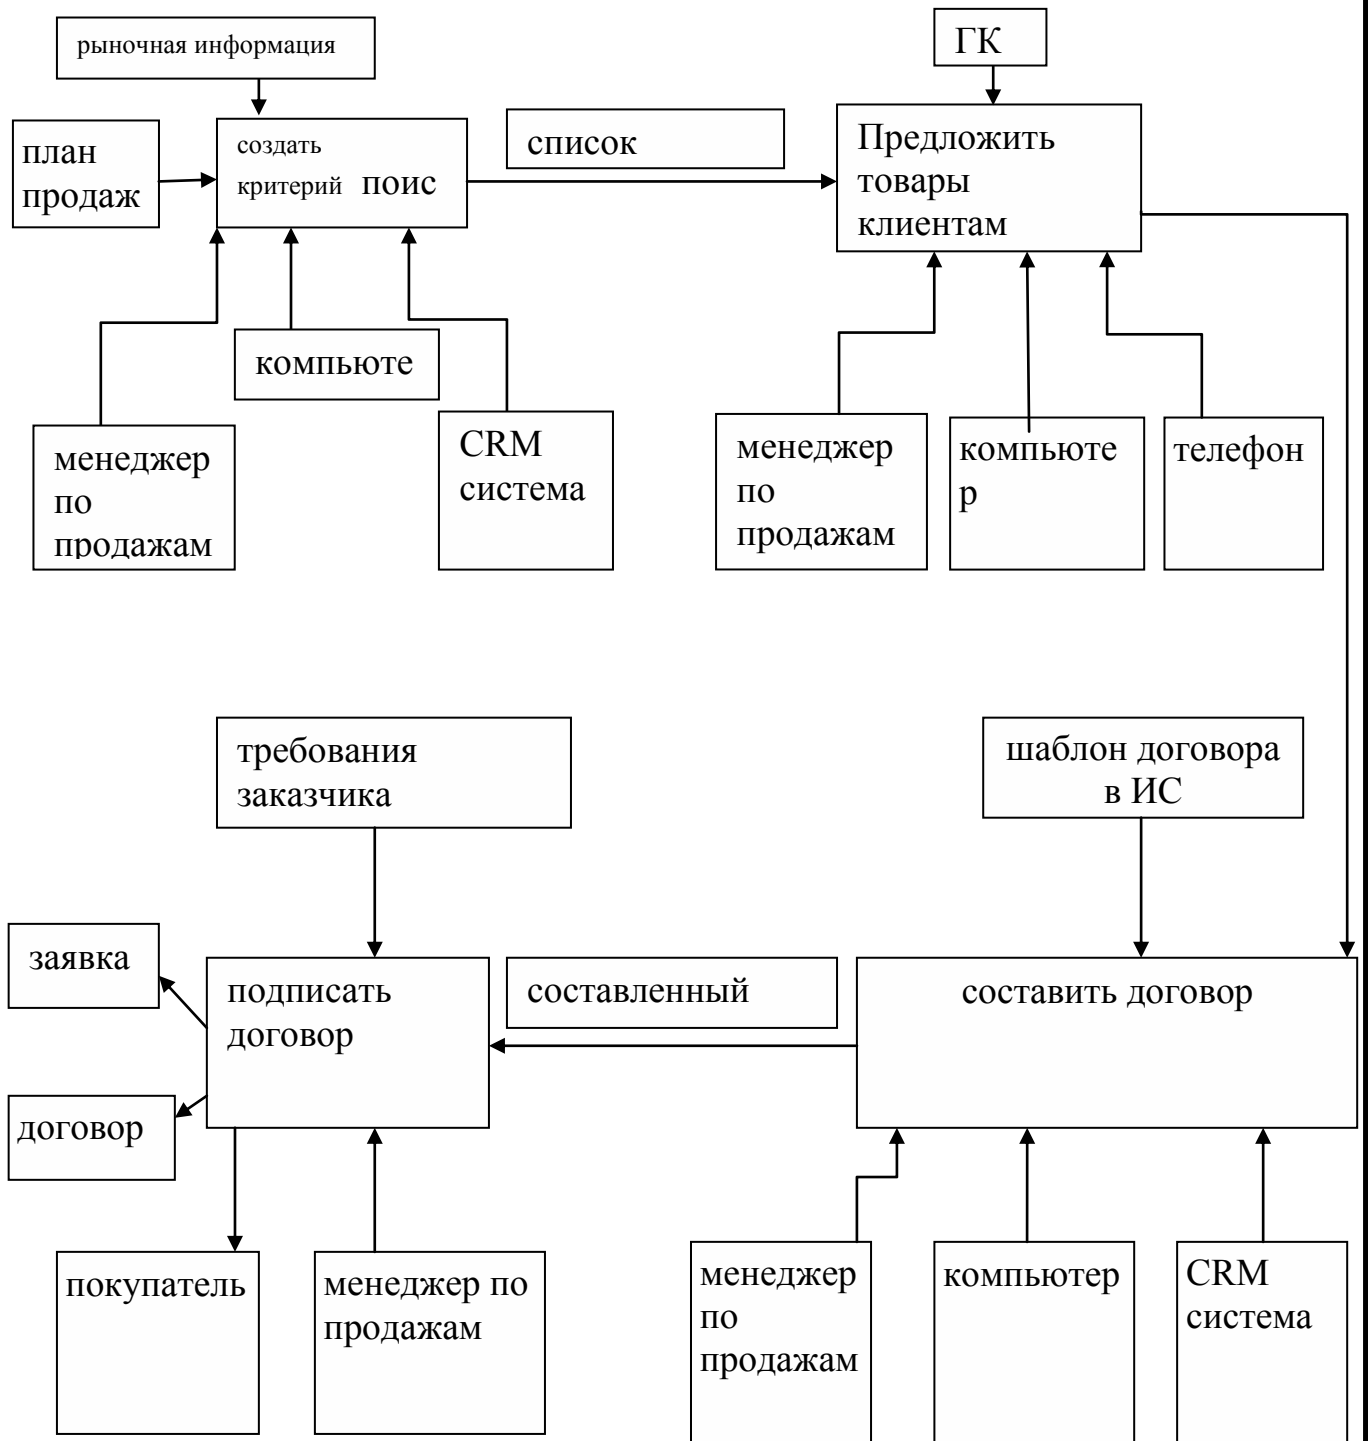 рыночная информация
ГК
план
продаж
создать
критерий поис
список
Предложить
товары
клиентам
компьюте
менеджер
по
продажам
CRM
система
менеджер
по
продажам
компьюте
р
телефон
требования
заказчика
шаблон договора
в ИС
заявка
подписать
договор
составленный
составить договор
договор
покупатель
менеджер по
продажам
менеджер
по
продажам
компьютер
CRM
система